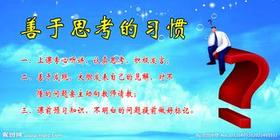 善于思考的习惯
一、上课专心听讲，认真思考，积极发言；
二、善于发现，大胆发表自己的见解，对不
懂的问题要主动向教师请教；
三、课前预习知识，不明白的问题提前做好标记。